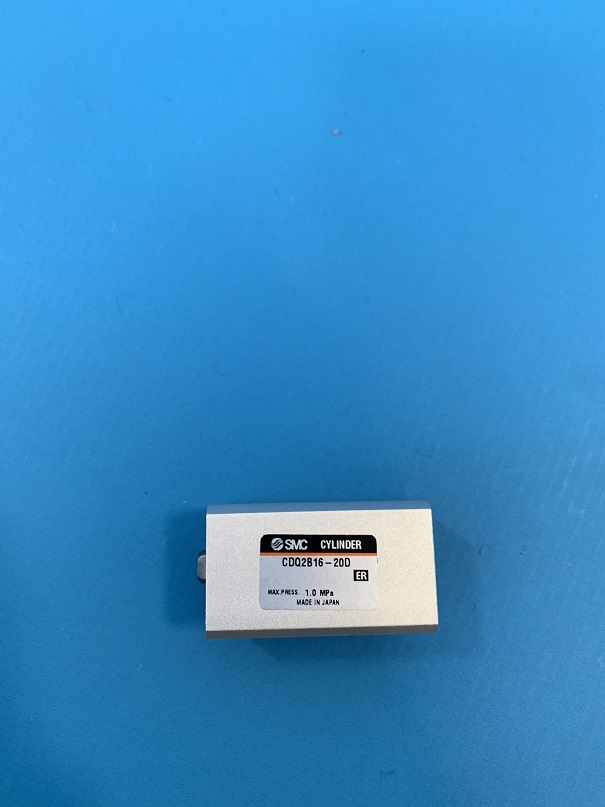 SMC CYLINDER
CDQ2B16-20D
ER
MAX.PRESS. 1.0 MPa
MADE IN JAPAN